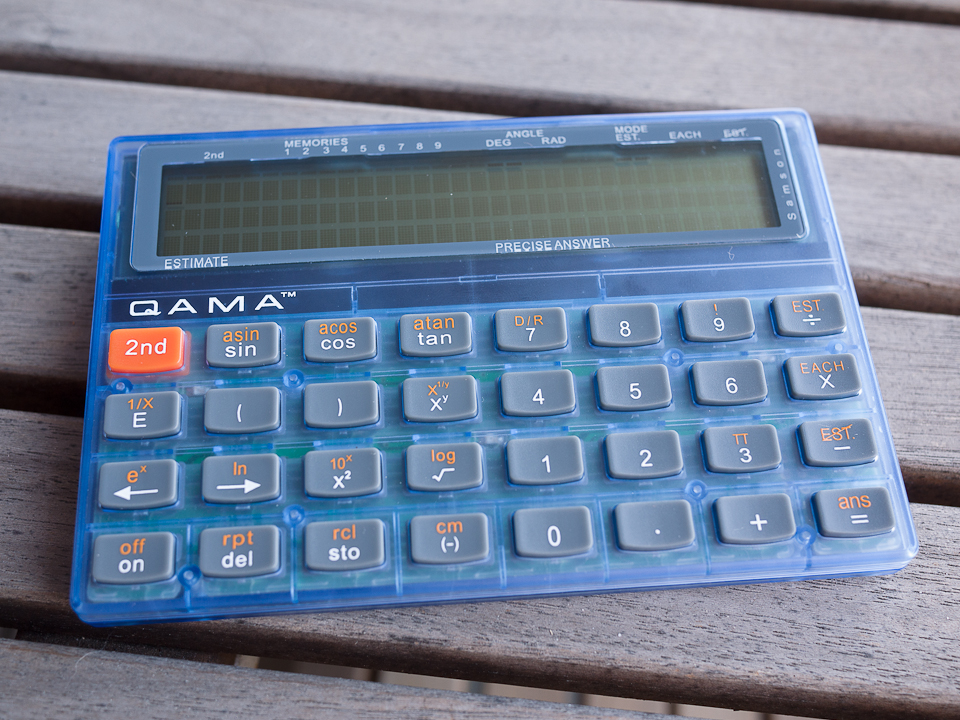 2nd MEMORIES ANGLE MODE EACH EST.
1 2 3 4 5 6 7 8 9 DEG RAD EST.
Samson
ESTIMATE PRECISE ANSWER
QAMA™
asin acos atan D/R ! EST
2nd sin cos tan 7 8 9 ÷
1/X X^1/y EACH
E ( ) X^y 4 5 6 X
e^x ln 10^x log π EST.
← → x² √ 1 2 3 −
off rpt rcl cm ans
on del sto (-) 0 . + =